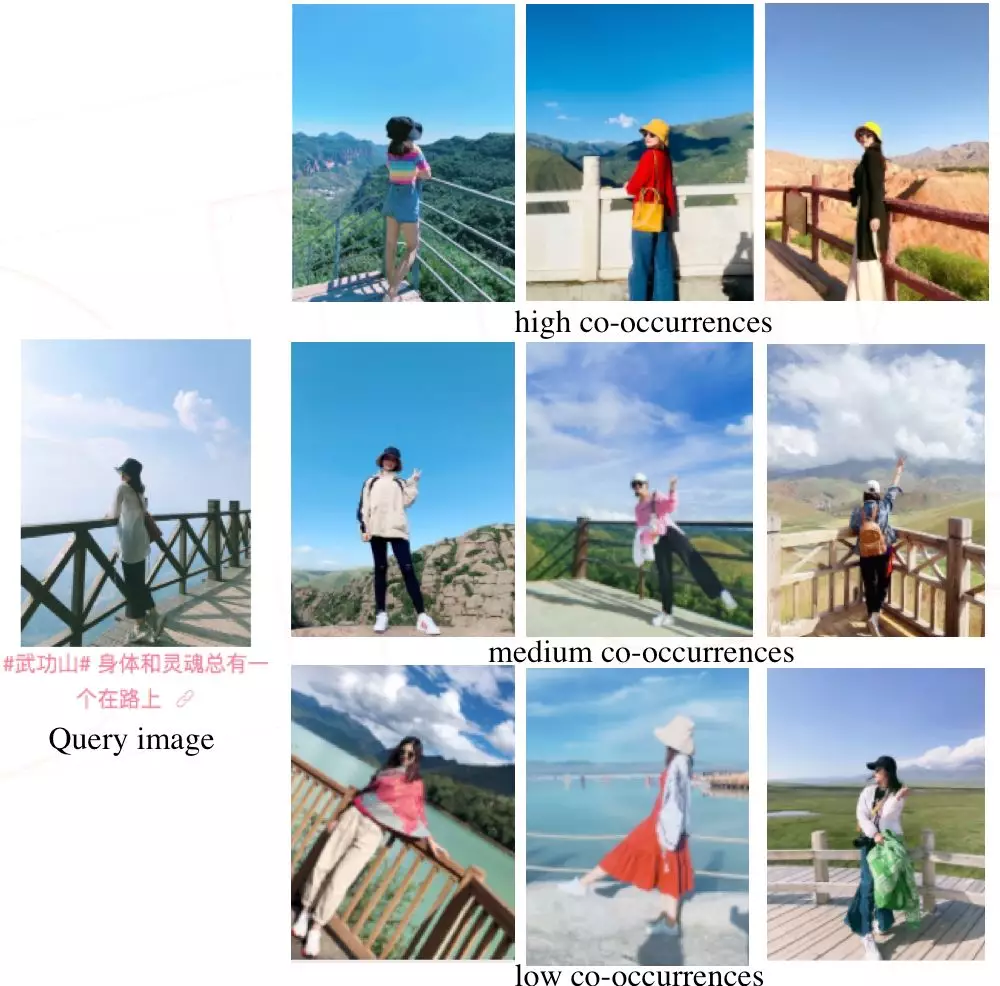 high co-occurrences
#武功山# 身体和灵魂总有一
个在路上
Query image
medium co-occurrences
low co-occurrences